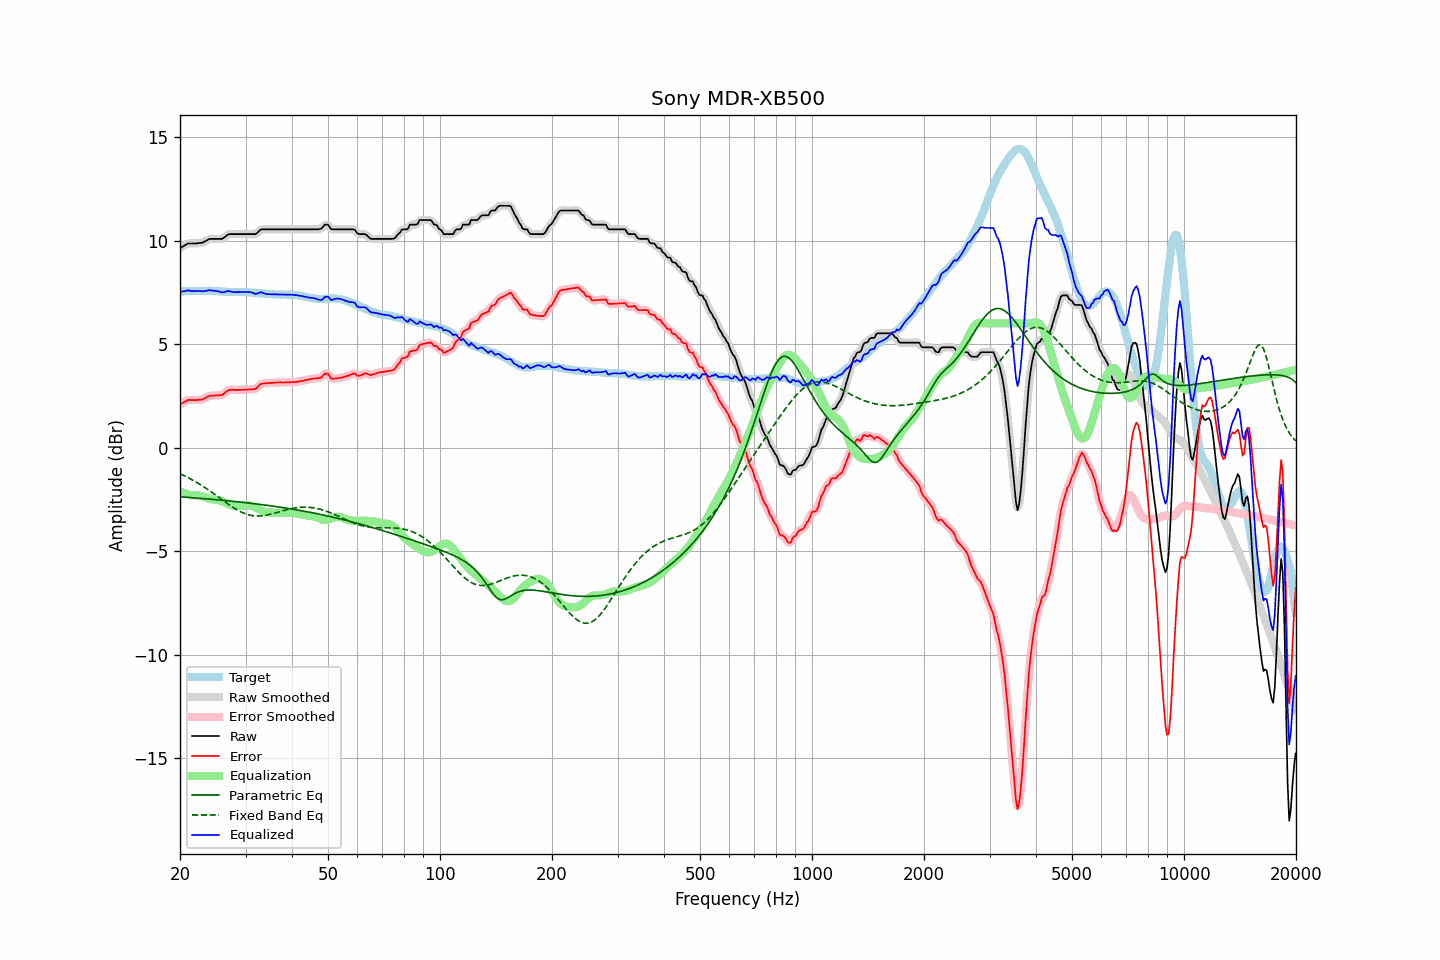 Sony MDR-XB500
Amplitude (dBr)
15
10
5
0
−5
−10
−15
Target
Raw Smoothed
Error Smoothed
Raw
Error
Equalization
Parametric Eq
Fixed Band Eq
Equalized
20 50 100 200 500 1000 2000 5000 10000 20000
Frequency (Hz)